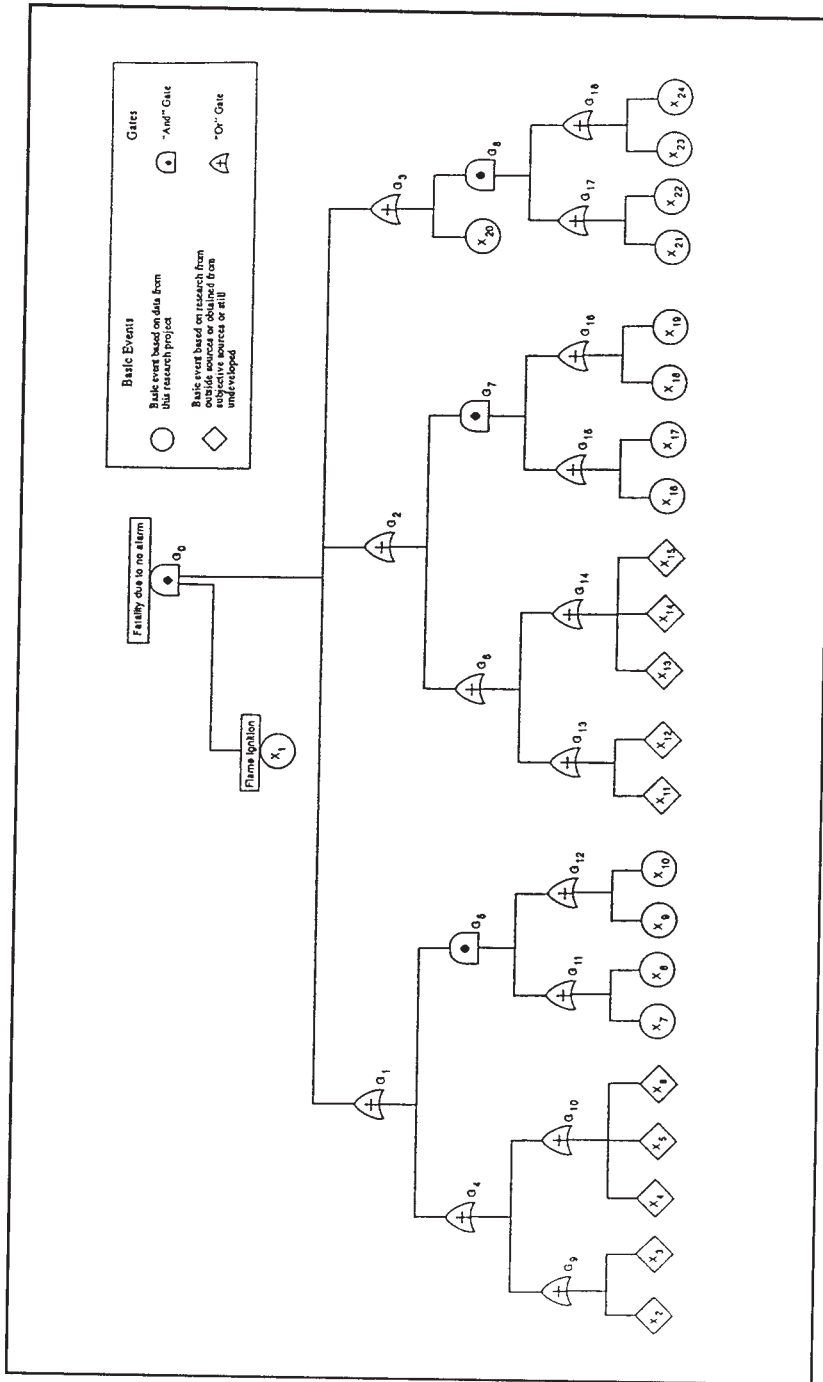 Fatality due to no alarm
G0
Flame Ignition
X1
Basic Events
Gates
Basic event based on data from
this research project
"And" Gate
Basic event based on research from
outside sources or obtained from
subjective sources or still
undeveloped
"Or" Gate
G1
G2
G3
G4
G5
G6
G7
X20
G8
G9
G10
G11
G12
G13
G14
G15
G16
G17
G18
X2
X3
X4
X5
X6
X7
X8
X9
X10
X11
X12
X13
X14
X15
X16
X17
X18
X19
X21
X22
X23
X24